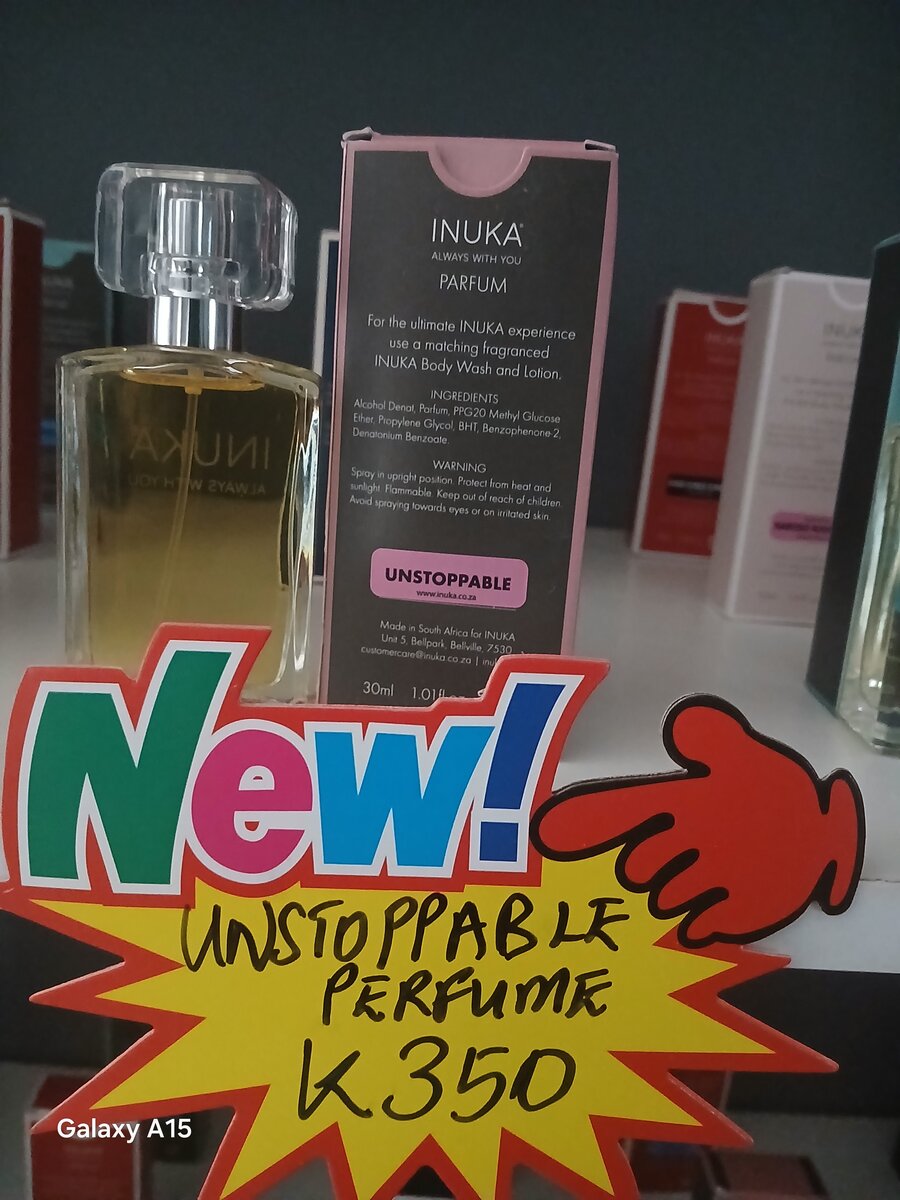 INUKA
ALWAYS WITH YOU
PARFUM
For the ultimate INUKA experience
use a matching fragranced
INUKA Body Wash and Lotion.
INGREDIENTS
Alcohol Denat, Parfum, PPG20 Methyl Glucose
Ether, Propylene Glycol, BHT, Benzophenone-2,
Denatonium Benzoate.
WARNING
Spray in upright position. Protect from heat and
sunlight. Flammable. Keep out of reach of children.
Avoid spraying towards eyes or on irritated skin.
UNSTOPPABLE
www.inuka.co.za
Made in South Africa for INUKA
Unit 5, Bellpark, Bellville, 7530
customercare@inuka.co.za |
30ml 1.01fl
INUKA
ALWAYS WITH YOU
New!
UNSTOPPABLE
PERFUME
K350
Galaxy A15